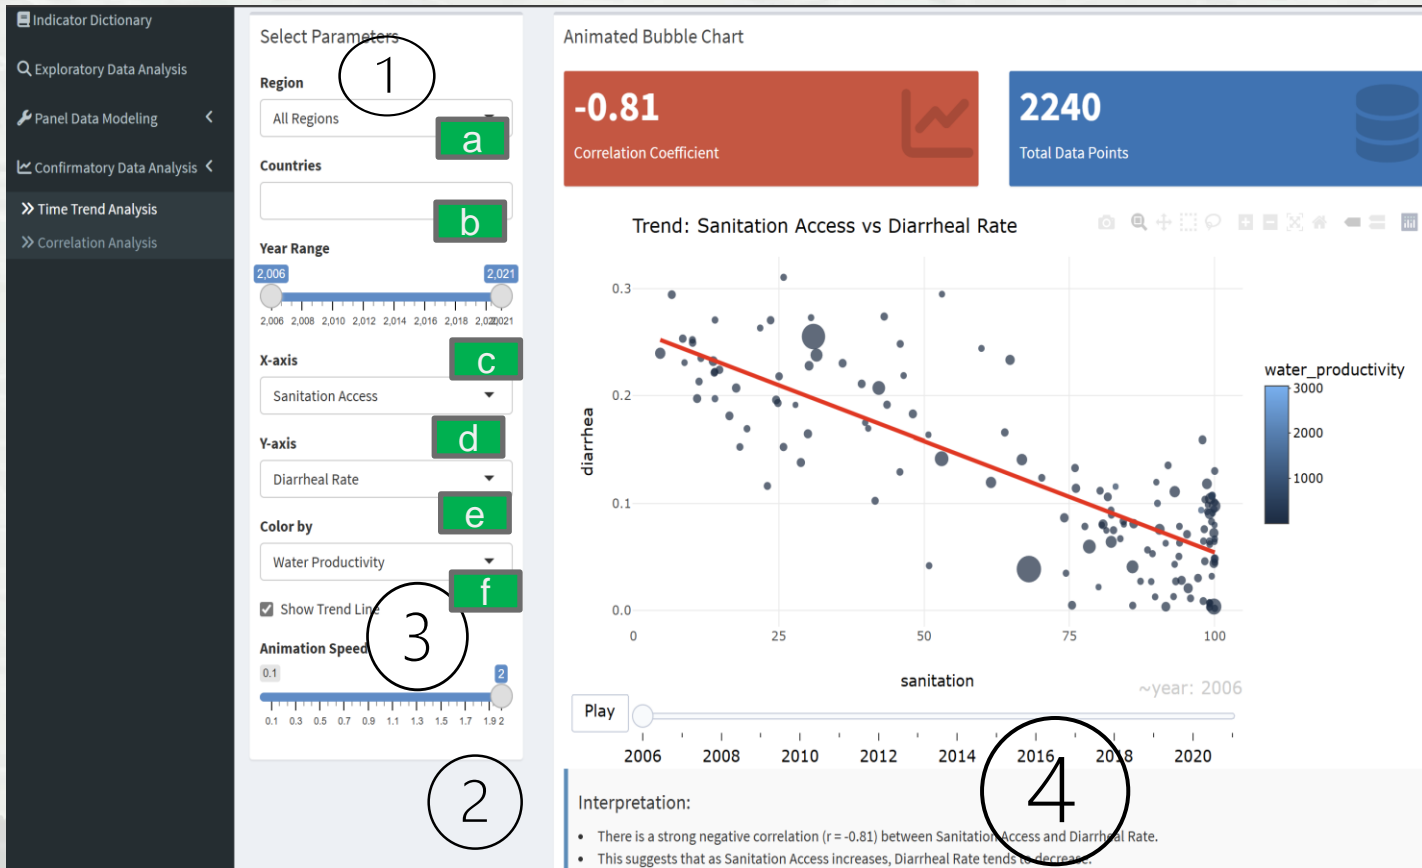 Indicator Dictionary
Exploratory Data Analysis
Panel Data Modeling
Confirmatory Data Analysis
Time Trend Analysis
Correlation Analysis
Select Parameters
1
Region
All Regions
a
Countries
b
Year Range
2,006 2,021
2,006 2,008 2,010 2,012 2,014 2,016 2,018 2,020 2,021
X-axis
c
Sanitation Access
Y-axis
d
Diarrheal Rate
e
Color by
Water Productivity
f
Show Trend Line
3
Animation Speed
0.1 2
0.1 0.3 0.5 0.7 0.9 1.1 1.3 1.5 1.7 1.9 2
2
Animated Bubble Chart
-0.81
Correlation Coefficient
2240
Total Data Points
Trend: Sanitation Access vs Diarrheal Rate
0.3
0.2
0.1
0.0
diarrhea
0 25 50 75 100
sanitation
water_productivity
3000
2000
1000
~year: 2006
Play
2006 2008 2010 2012 2014 2016 2018 2020
4
Interpretation:
There is a strong negative correlation (r = -0.81) between Sanitation Access and Diarrheal Rate.
This suggests that as Sanitation Access increases, Diarrheal Rate tends to decrease.